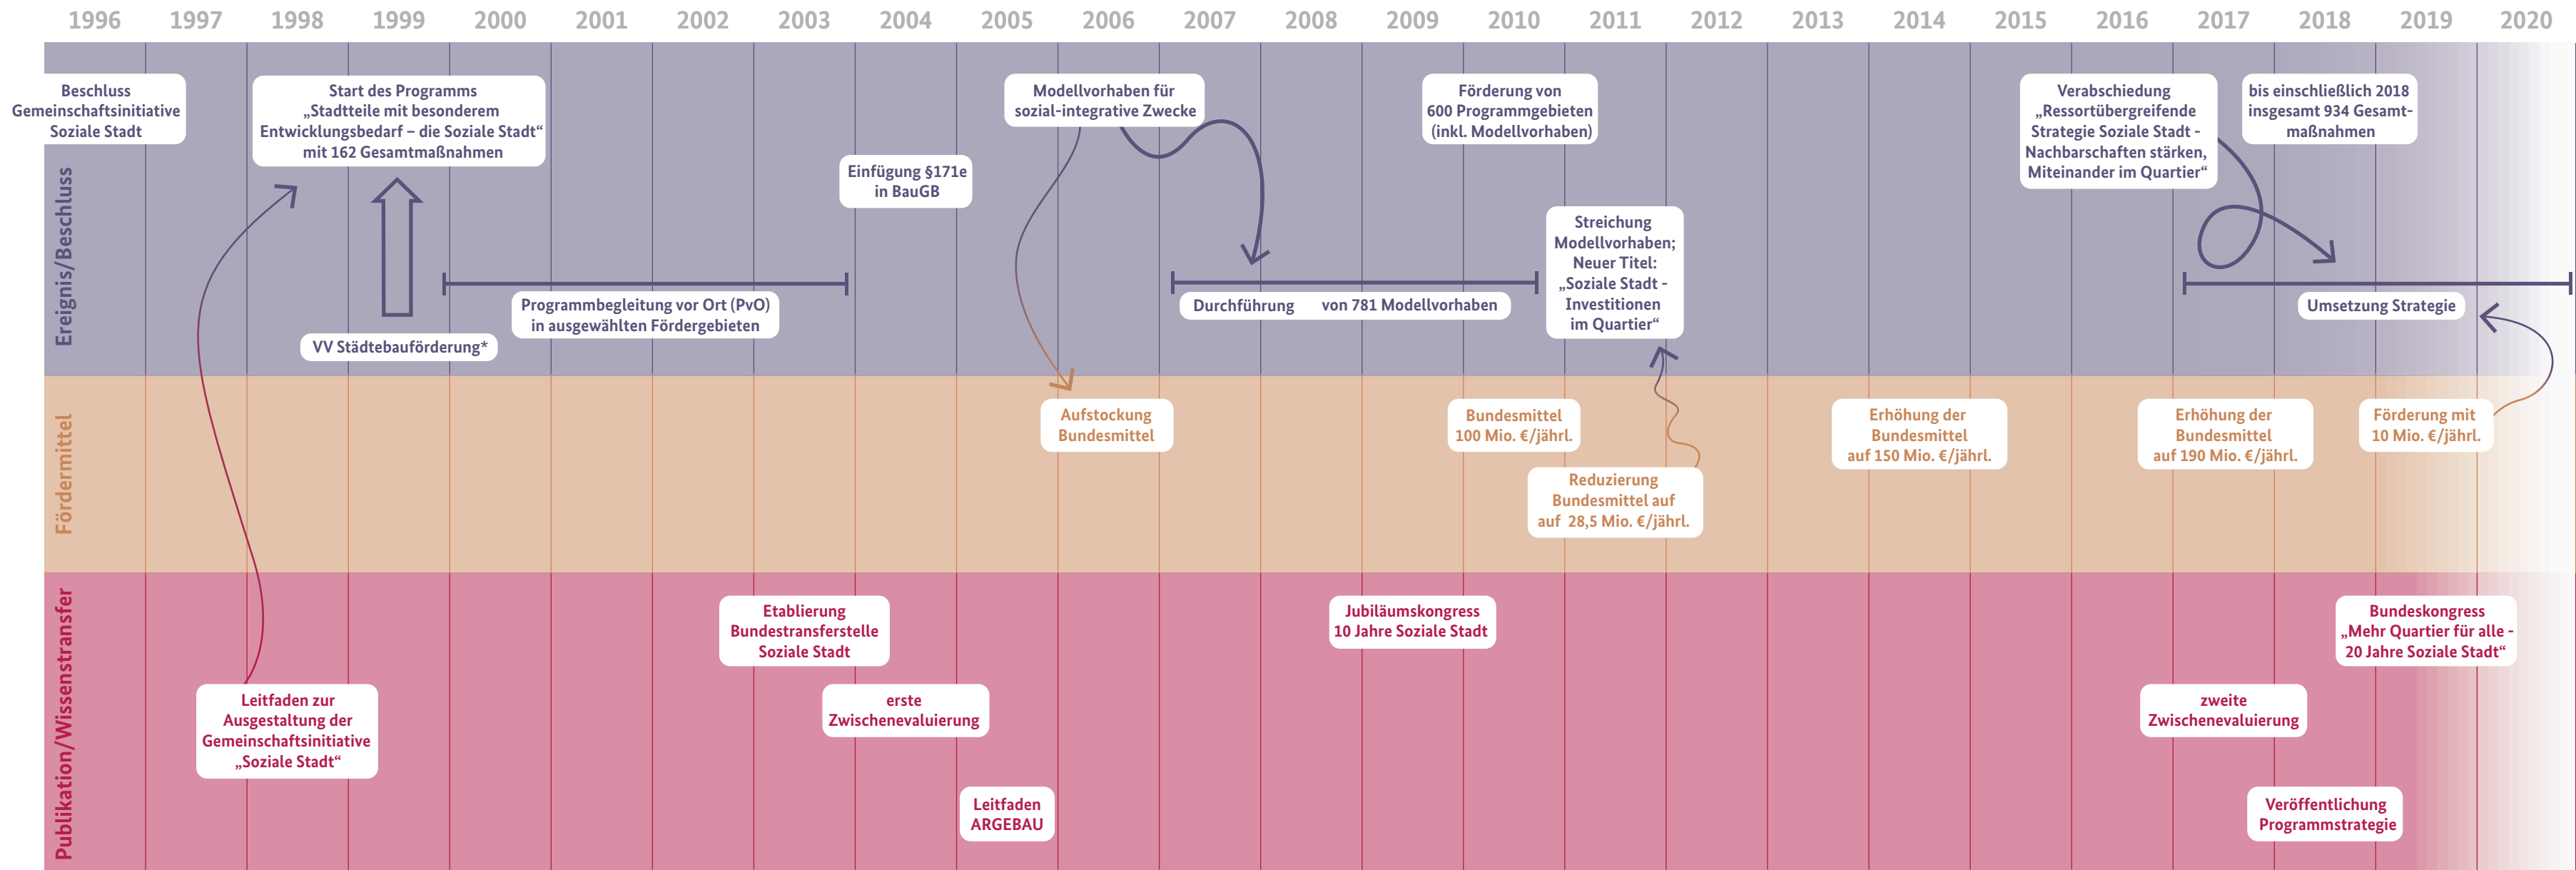 1996 1997 1998 1999 2000 2001 2002 2003 2004 2005 2006 2007 2008 2009 2010 2011 2012 2013 2014 2015 2016 2017 2018 2019 2020
Ereignis/Beschluss
Beschluss
Gemeinschaftsinitiative
Soziale Stadt
Start des Programms
„Stadtteile mit besonderem
Entwicklungsbedarf – die Soziale Stadt“
mit 162 Gesamtmaßnahmen
VV Städtebauförderung*
Programmbegleitung vor Ort (PvO)
in ausgewählten Fördergebieten
Einfügung §171e
in BauGB
Modellvorhaben für
sozial-integrative Zwecke
Durchführung von 781 Modellvorhaben
Förderung von
600 Programmgebieten
(inkl. Modellvorhaben)
Streichung
Modellvorhaben;
Neuer Titel:
„Soziale Stadt -
Investitionen
im Quartier“
Verabschiedung
„Ressortübergreifende
Strategie Soziale Stadt -
Nachbarschaften stärken,
Miteinander im Quartier“
bis einschließlich 2018
insgesamt 934 Gesamt-
maßnahmen
Umsetzung Strategie
Fördermittel
Aufstockung
Bundesmittel
Bundesmittel
100 Mio. €/jährl.
Reduzierung
Bundesmittel auf
auf 28,5 Mio. €/jährl.
Erhöhung der
Bundesmittel
auf 150 Mio. €/jährl.
Erhöhung der
Bundesmittel
auf 190 Mio. €/jährl.
Förderung mit
10 Mio. €/jährl.
Publikation/Wissenstransfer
Leitfaden zur
Ausgestaltung der
Gemeinschaftsinitiative
„Soziale Stadt“
Etablierung
Bundestransferstelle
Soziale Stadt
erste
Zwischenevaluierung
Leitfaden
ARGEBAU
Jubiläumskongress
10 Jahre Soziale Stadt
zweite
Zwischenevaluierung
Veröffentlichung
Programmstrategie
Bundeskongress
„Mehr Quartier für alle -
20 Jahre Soziale Stadt“